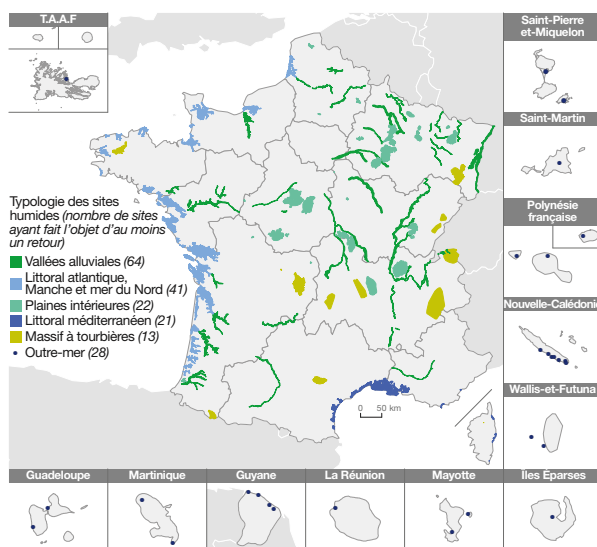 T.A.A.F
Saint-Pierre
et-Miquelon
Saint-Martin
Polynésie
française
Nouvelle-Calédonie
Wallis-et-Futuna
Typologie des sites
humides (nombre de sites
ayant fait l'objet d'au moins
un retour)
Vallées alluviales (64)
Littoral atlantique,
Manche et mer du Nord (41)
Plaines intérieures (22)
Littoral méditerranéen (21)
Massif à tourbières (13)
Outre-mer (28)
0 50 km
Guadeloupe
Martinique
Guyane
La Réunion
Mayotte
Îles Éparses